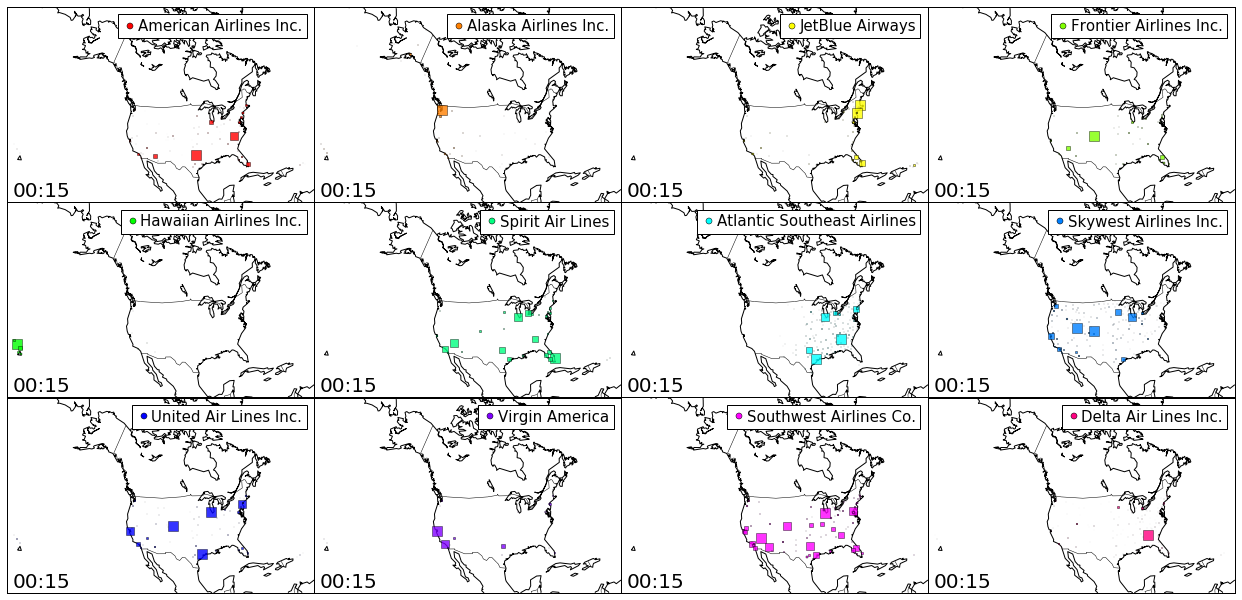 American Airlines Inc.
Alaska Airlines Inc.
JetBlue Airways
Frontier Airlines Inc.
00:15
00:15
00:15
00:15
Hawaiian Airlines Inc.
Spirit Air Lines
Atlantic Southeast Airlines
Skywest Airlines Inc.
00:15
00:15
00:15
00:15
United Air Lines Inc.
Virgin America
Southwest Airlines Co.
Delta Air Lines Inc.
00:15
00:15
00:15
00:15